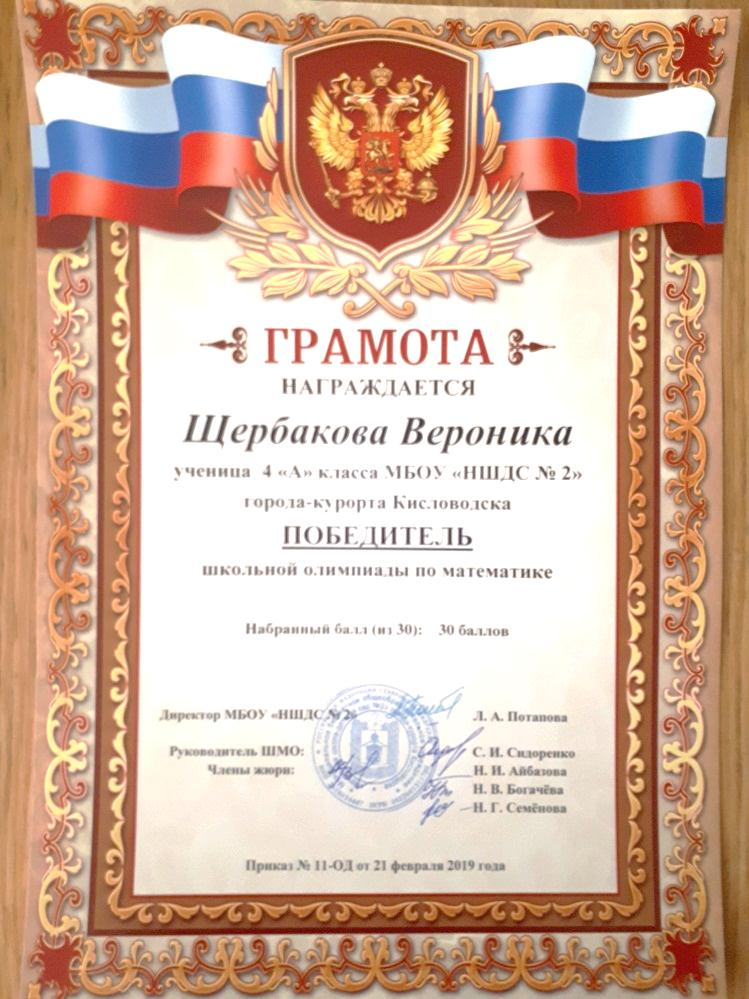 ГРАМОТА
НАГРАЖДАЕТСЯ
Щербакова Вероника
ученица 4 «А» класса МБОУ «НШДС № 2»
города-курорта Кисловодска
ПОБЕДИТЕЛЬ
школьной олимпиады по математике
Набранный балл (из 30): 30 баллов
Директор МБОУ «НШДС № 2» Л. А. Потапова
Руководитель ШМО: С. И. Сидоренко
Члены жюри: Н. И. Айбазова
Н. В. Богачёва
Н. Г. Семёнова
Приказ № 11-ОД от 21 февраля 2019 года